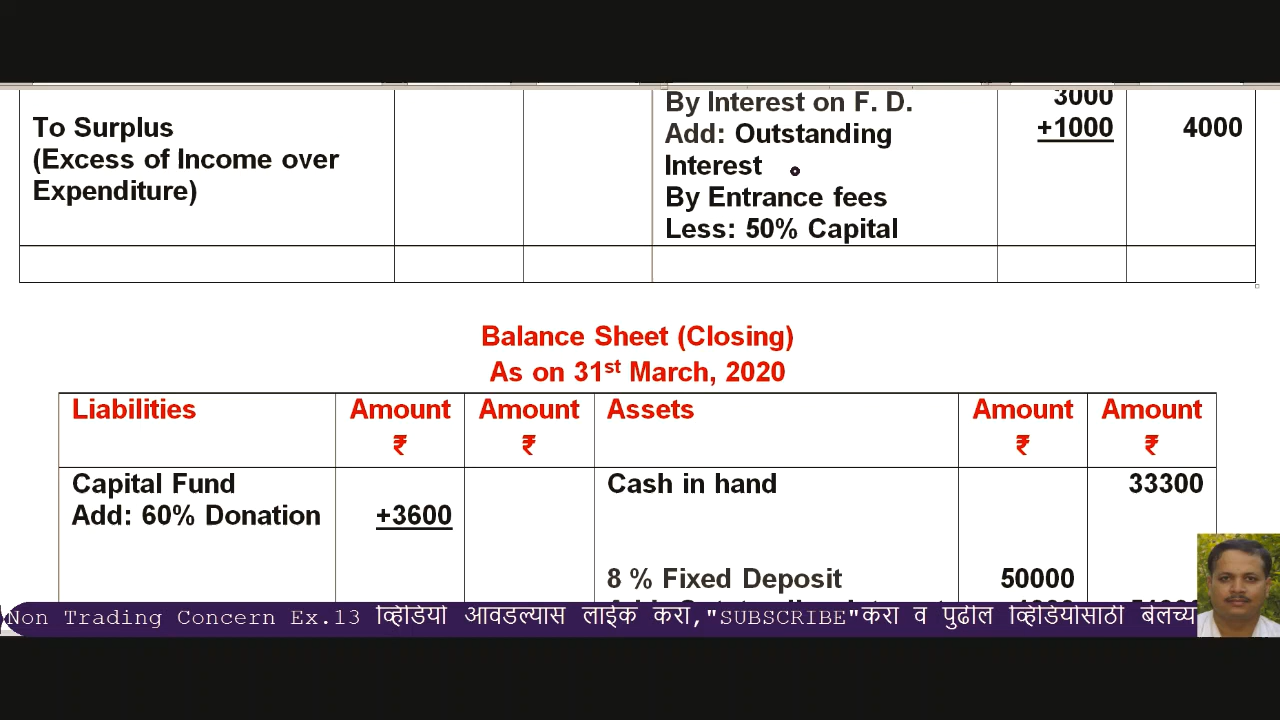 To Surplus
(Excess of Income over
Expenditure)
By Interest on F. D.
Add: Outstanding
Interest
By Entrance fees
Less: 50% Capital
3000
+1000
4000
Balance Sheet (Closing)
As on 31st March, 2020
Liabilities Amount ₹ Amount ₹ Assets Amount ₹ Amount ₹
Capital Fund Cash in hand 33300
Add: 60% Donation +3600
8 % Fixed Deposit 50000
Non Trading Concern Ex.13 व्हिडियो आवडल्यास लाईक करा,"SUBSCRIBE"करा व पुढील व्हिडियोसाठी बेलच्य